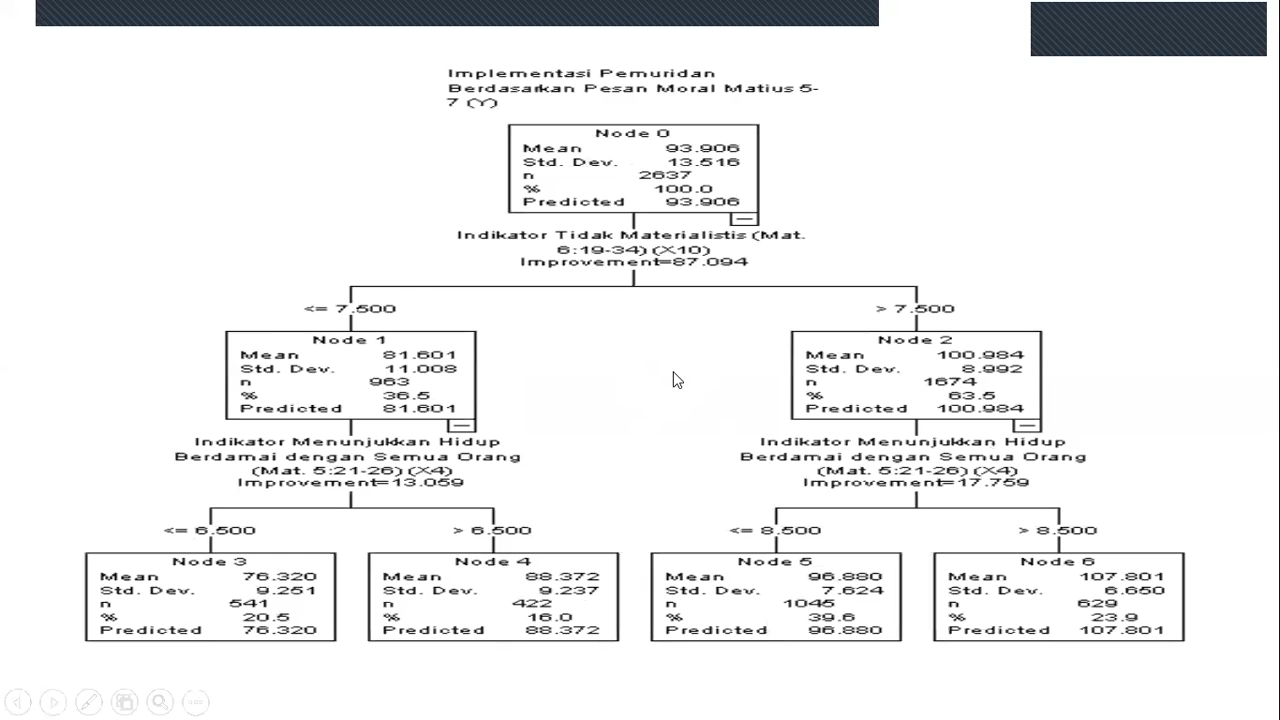 Implementasi Pemuridan
Berdasarkan Pesan Moral Matius 5-
7 (Y)
Node 0
Mean 93.906
Std. Dev. 13.516
n 2637
% 100.0
Predicted 93.906
Indikator Tidak Materialistis (Mat.
6:19-34) (X10)
Improvement=87.094
<= 7.500
> 7.500
Node 1
Mean 81.601
Std. Dev. 11.008
n 963
% 36.5
Predicted 81.601
Node 2
Mean 100.984
Std. Dev. 8.992
n 1674
% 63.5
Predicted 100.984
Indikator Menunjukkan Hidup
Berdamai dengan Semua Orang
(Mat. 5:21-26) (X4)
Improvement=13.059
Indikator Menunjukkan Hidup
Berdamai dengan Semua Orang
(Mat. 5:21-26) (X4)
Improvement=17.759
<= 6.500
> 6.500
<= 8.500
> 8.500
Node 3
Mean 76.320
Std. Dev. 9.251
n 541
% 20.5
Predicted 76.320
Node 4
Mean 88.372
Std. Dev. 9.237
n 422
% 16.0
Predicted 88.372
Node 5
Mean 96.880
Std. Dev. 7.624
n 1045
% 39.6
Predicted 96.880
Node 6
Mean 107.801
Std. Dev. 6.650
n 629
% 23.9
Predicted 107.801